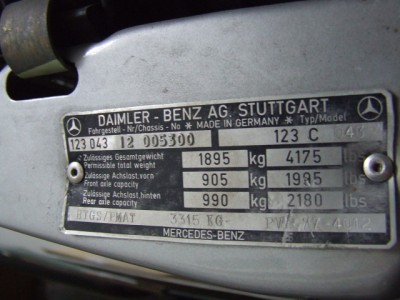 DAIMLER - BENZ AG. STUTTGART
Fahrgestell - Nr/Chassis - No * MADE IN GERMANY * Typ/Model
123 043 12 005300 123 C
Zulässiges Gesamtgewicht
Permissible total weight 1895 kg 4175 lbs
Zulässige Achslast, vorn
Front axle capacity 905 kg 1995 lbs
Zulässige Achslast, hinten
Rear axle capacity 990 kg 2180 lbs
3315 KG-
MERCEDES-BENZ